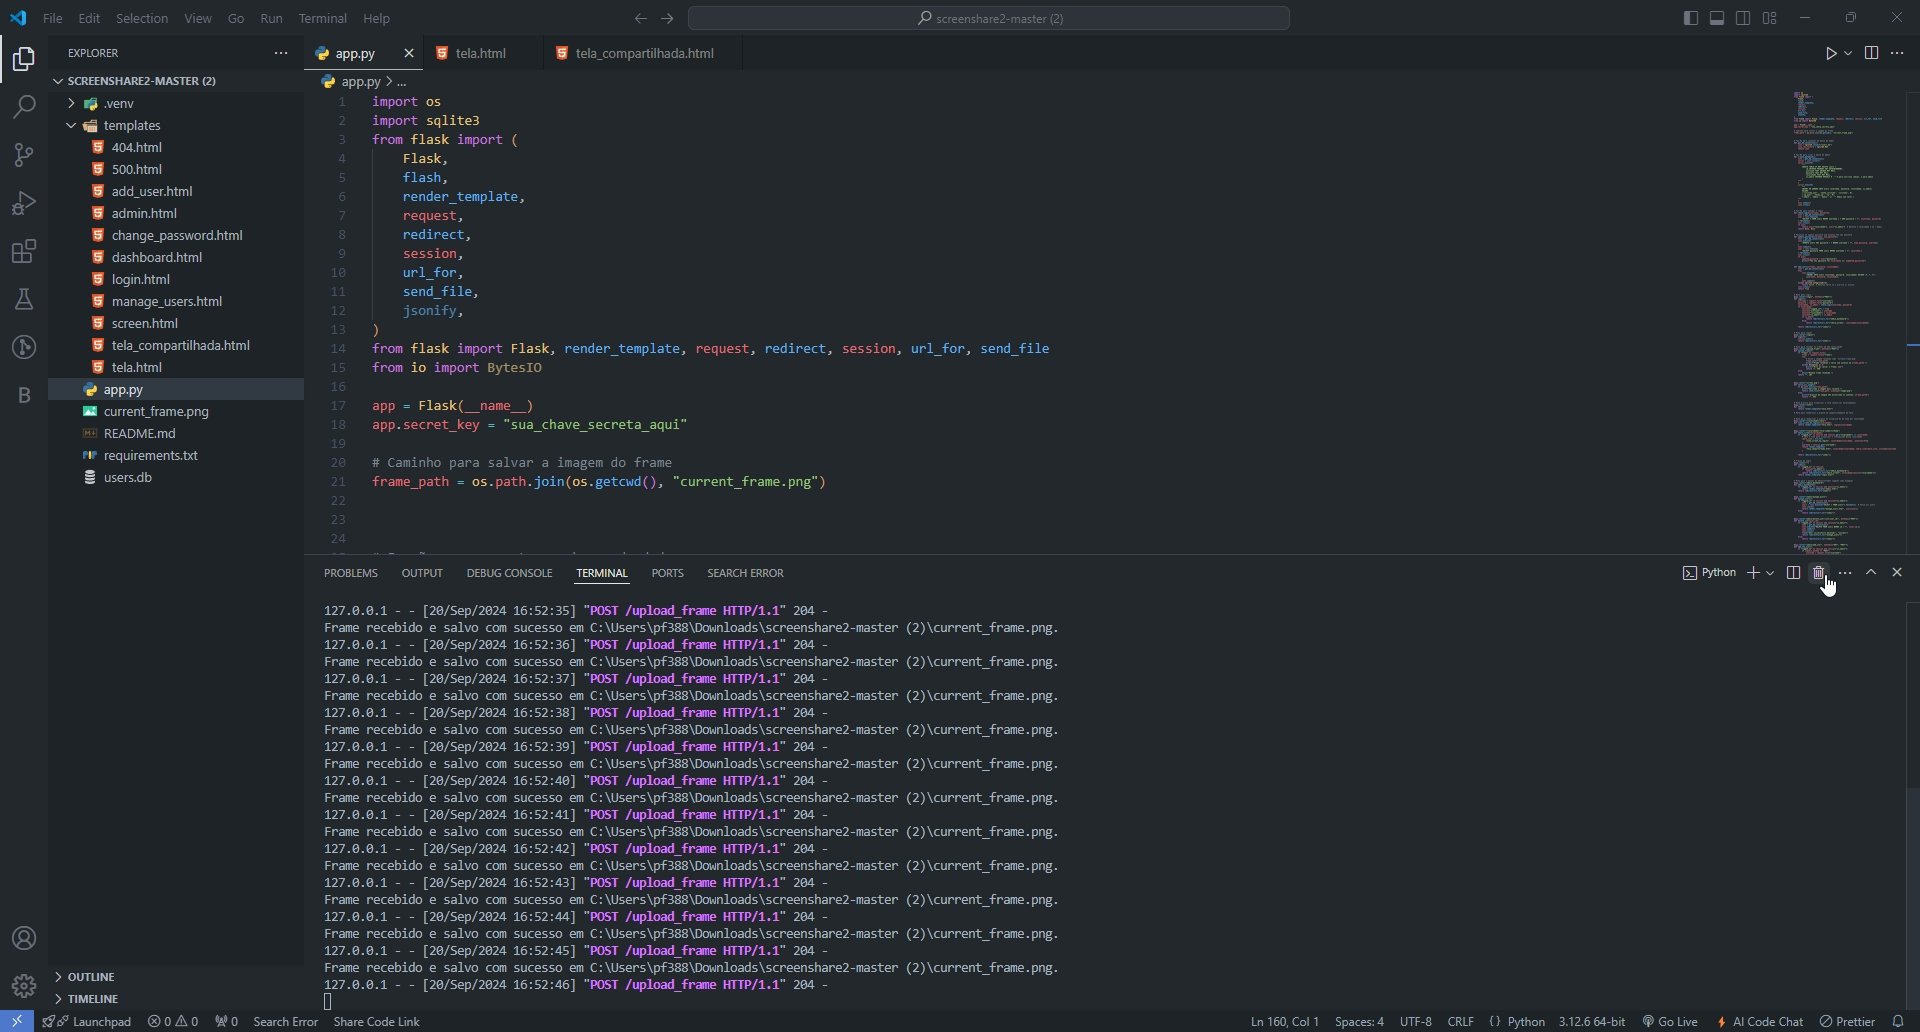 File Edit Selection View Go Run Terminal Help
screenshare2-master (2)
EXPLORER
SCREENSHARE2-MASTER (2)
.venv
templates
404.html
500.html
add_user.html
admin.html
change_password.html
dashboard.html
login.html
manage_users.html
screen.html
tela_compartilhada.html
tela.html
app.py
current_frame.png
README.md
requirements.txt
users.db
OUTLINE
TIMELINE
app.py
tela.html
tela_compartilhada.html
app.py > ...
1 import os
2 import sqlite3
3 from flask import (
4 Flask,
5 flash,
6 render_template,
7 request,
8 redirect,
9 session,
10 url_for,
11 send_file,
12 jsonify,
13 )
14 from flask import Flask, render_template, request, redirect, session, url_for, send_file
15 from io import BytesIO
16
17 app = Flask(__name__)
18 app.secret_key = "sua_chave_secreta_aqui"
19
20 # Caminho para salvar a imagem do frame
21 frame_path = os.path.join(os.getcwd(), "current_frame.png")
22
23
24
PROBLEMS OUTPUT DEBUG CONSOLE TERMINAL PORTS SEARCH ERROR
Python
127.0.0.1 - - [20/Sep/2024 16:52:35] "POST /upload_frame HTTP/1.1" 204 -
Frame recebido e salvo com sucesso em C:\Users\pf388\Downloads\screenshare2-master (2)\current_frame.png.
127.0.0.1 - - [20/Sep/2024 16:52:36] "POST /upload_frame HTTP/1.1" 204 -
Frame recebido e salvo com sucesso em C:\Users\pf388\Downloads\screenshare2-master (2)\current_frame.png.
127.0.0.1 - - [20/Sep/2024 16:52:37] "POST /upload_frame HTTP/1.1" 204 -
Frame recebido e salvo com sucesso em C:\Users\pf388\Downloads\screenshare2-master (2)\current_frame.png.
127.0.0.1 - - [20/Sep/2024 16:52:38] "POST /upload_frame HTTP/1.1" 204 -
Frame recebido e salvo com sucesso em C:\Users\pf388\Downloads\screenshare2-master (2)\current_frame.png.
127.0.0.1 - - [20/Sep/2024 16:52:39] "POST /upload_frame HTTP/1.1" 204 -
Frame recebido e salvo com sucesso em C:\Users\pf388\Downloads\screenshare2-master (2)\current_frame.png.
127.0.0.1 - - [20/Sep/2024 16:52:40] "POST /upload_frame HTTP/1.1" 204 -
Frame recebido e salvo com sucesso em C:\Users\pf388\Downloads\screenshare2-master (2)\current_frame.png.
127.0.0.1 - - [20/Sep/2024 16:52:41] "POST /upload_frame HTTP/1.1" 204 -
Frame recebido e salvo com sucesso em C:\Users\pf388\Downloads\screenshare2-master (2)\current_frame.png.
127.0.0.1 - - [20/Sep/2024 16:52:42] "POST /upload_frame HTTP/1.1" 204 -
Frame recebido e salvo com sucesso em C:\Users\pf388\Downloads\screenshare2-master (2)\current_frame.png.
127.0.0.1 - - [20/Sep/2024 16:52:43] "POST /upload_frame HTTP/1.1" 204 -
Frame recebido e salvo com sucesso em C:\Users\pf388\Downloads\screenshare2-master (2)\current_frame.png.
127.0.0.1 - - [20/Sep/2024 16:52:44] "POST /upload_frame HTTP/1.1" 204 -
Frame recebido e salvo com sucesso em C:\Users\pf388\Downloads\screenshare2-master (2)\current_frame.png.
127.0.0.1 - - [20/Sep/2024 16:52:45] "POST /upload_frame HTTP/1.1" 204 -
Frame recebido e salvo com sucesso em C:\Users\pf388\Downloads\screenshare2-master (2)\current_frame.png.
127.0.0.1 - - [20/Sep/2024 16:52:46] "POST /upload_frame HTTP/1.1" 204 -
Launchpad 0 0 0 Search Error Share Code Link Ln 160, Col 1 Spaces: 4 UTF-8 CRLF {} Python 3.12.6 64-bit Go Live AI Code Chat Prettier